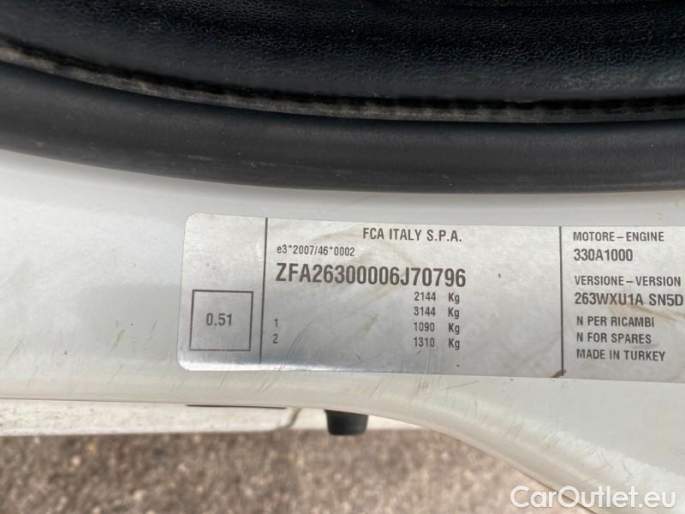 FCA ITALY S.P.A.
e3*2007/46*0002
ZFA26300006J70796
2144 Kg
3144 Kg
1 1090 Kg
2 1310 Kg
0.51
MOTORE - ENGINE
330A1000
VERSIONE - VERSION
263WXU1A SN5D
N PER RICAMBI
N FOR SPARES
MADE IN TURKEY
CarOutlet.eu